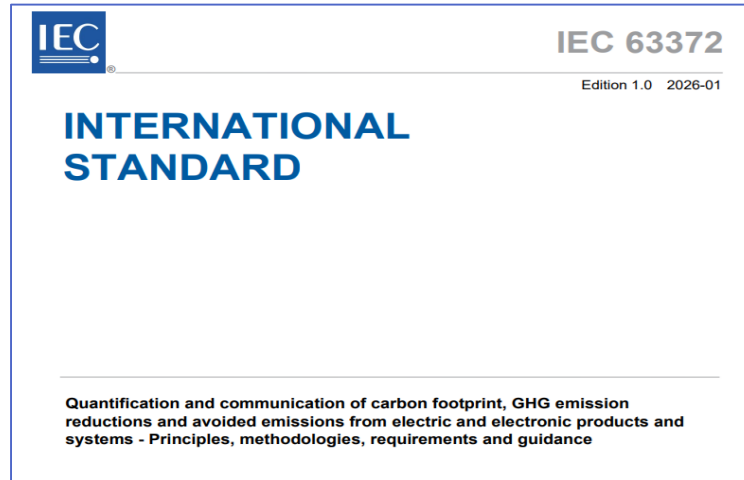 IEC
®
IEC 63372
Edition 1.0 2026-01
INTERNATIONAL
STANDARD
Quantification and communication of carbon footprint, GHG emission
reductions and avoided emissions from electric and electronic products and
systems - Principles, methodologies, requirements and guidance